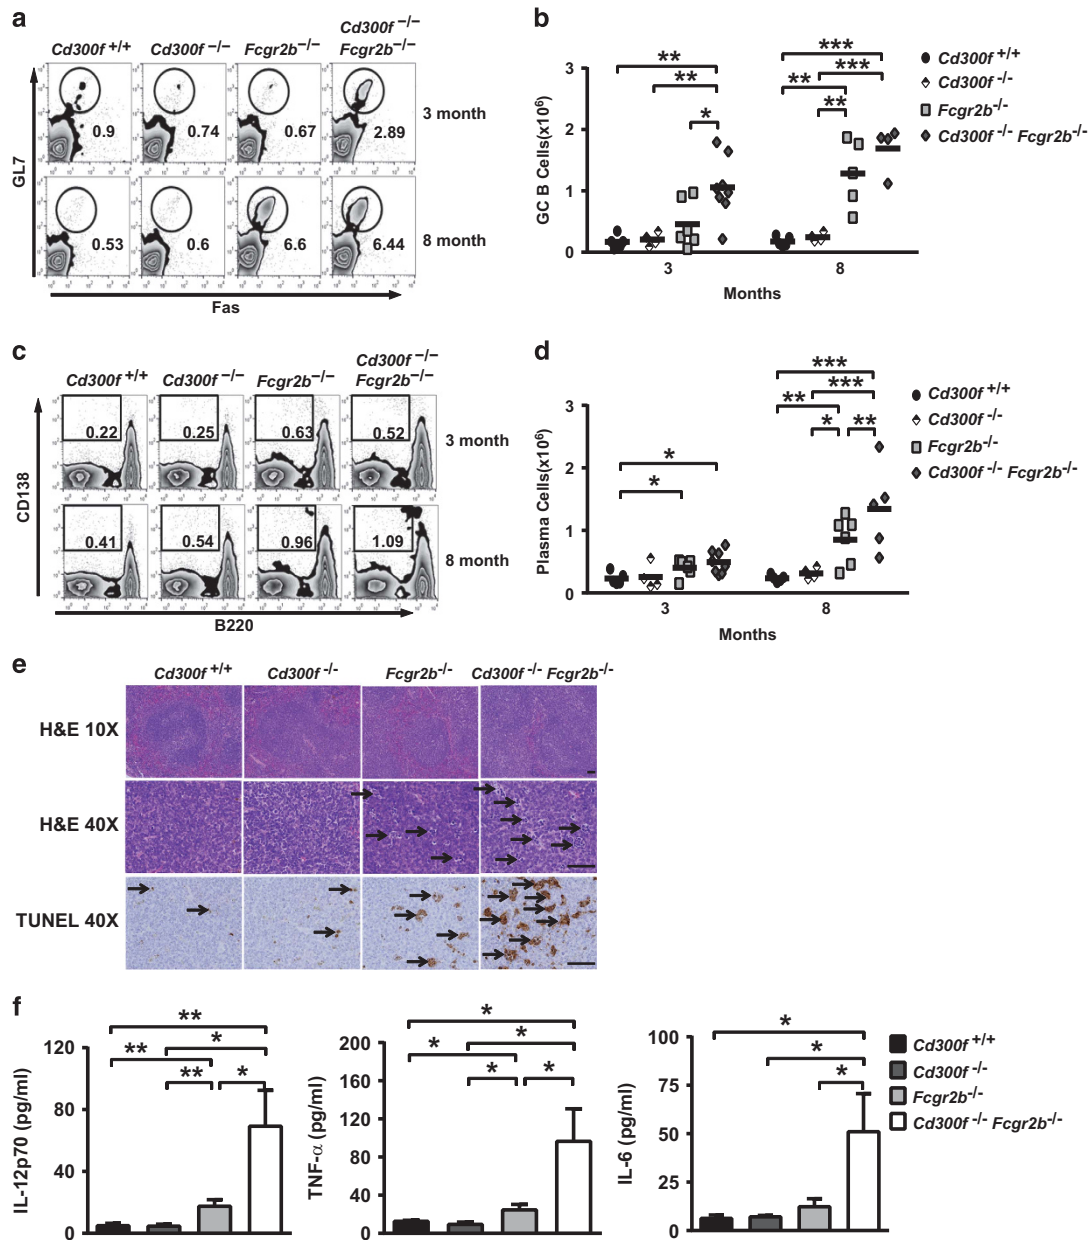 a
Cd300f +/+ Cd300f −/− Fcgr2b−/− Cd300f −/− Fcgr2b−/−
GL7
0.9 0.74 0.67 2.89 3 month
0.53 0.6 6.6 6.44 8 month
Fas
b
GC B Cells(x10⁶)
3
2
1
0
** ** * ** *** *** **
3 8
Months
Cd300f +/+
Cd300f -/-
Fcgr2b-/-
Cd300f -/- Fcgr2b-/-
c
Cd300f +/+ Cd300f −/− Fcgr2b−/− Cd300f −/− Fcgr2b−/−
CD138
0.22 0.25 0.63 0.52 3 month
0.41 0.54 0.96 1.09 8 month
B220
d
Plasma Cells(x10⁶)
3
2
1
0
* * *** *** ** * **
3 8
Months
Cd300f +/+
Cd300f -/-
Fcgr2b-/-
Cd300f -/- Fcgr2b-/-
e
Cd300f +/+ Cd300f -/- Fcgr2b-/- Cd300f -/- Fcgr2b-/-
H&E 10X
H&E 40X
TUNEL 40X
f
IL-12p70 (pg/ml)
120
80
40
0
** * ** ** *
TNF-α (pg/ml)
200
160
120
80
40
0
* * * * *
IL-6 (pg/ml)
100
75
50
25
0
* * *
Cd300f +/+
Cd300f -/-
Fcgr2b-/-
Cd300f -/- Fcgr2b-/-